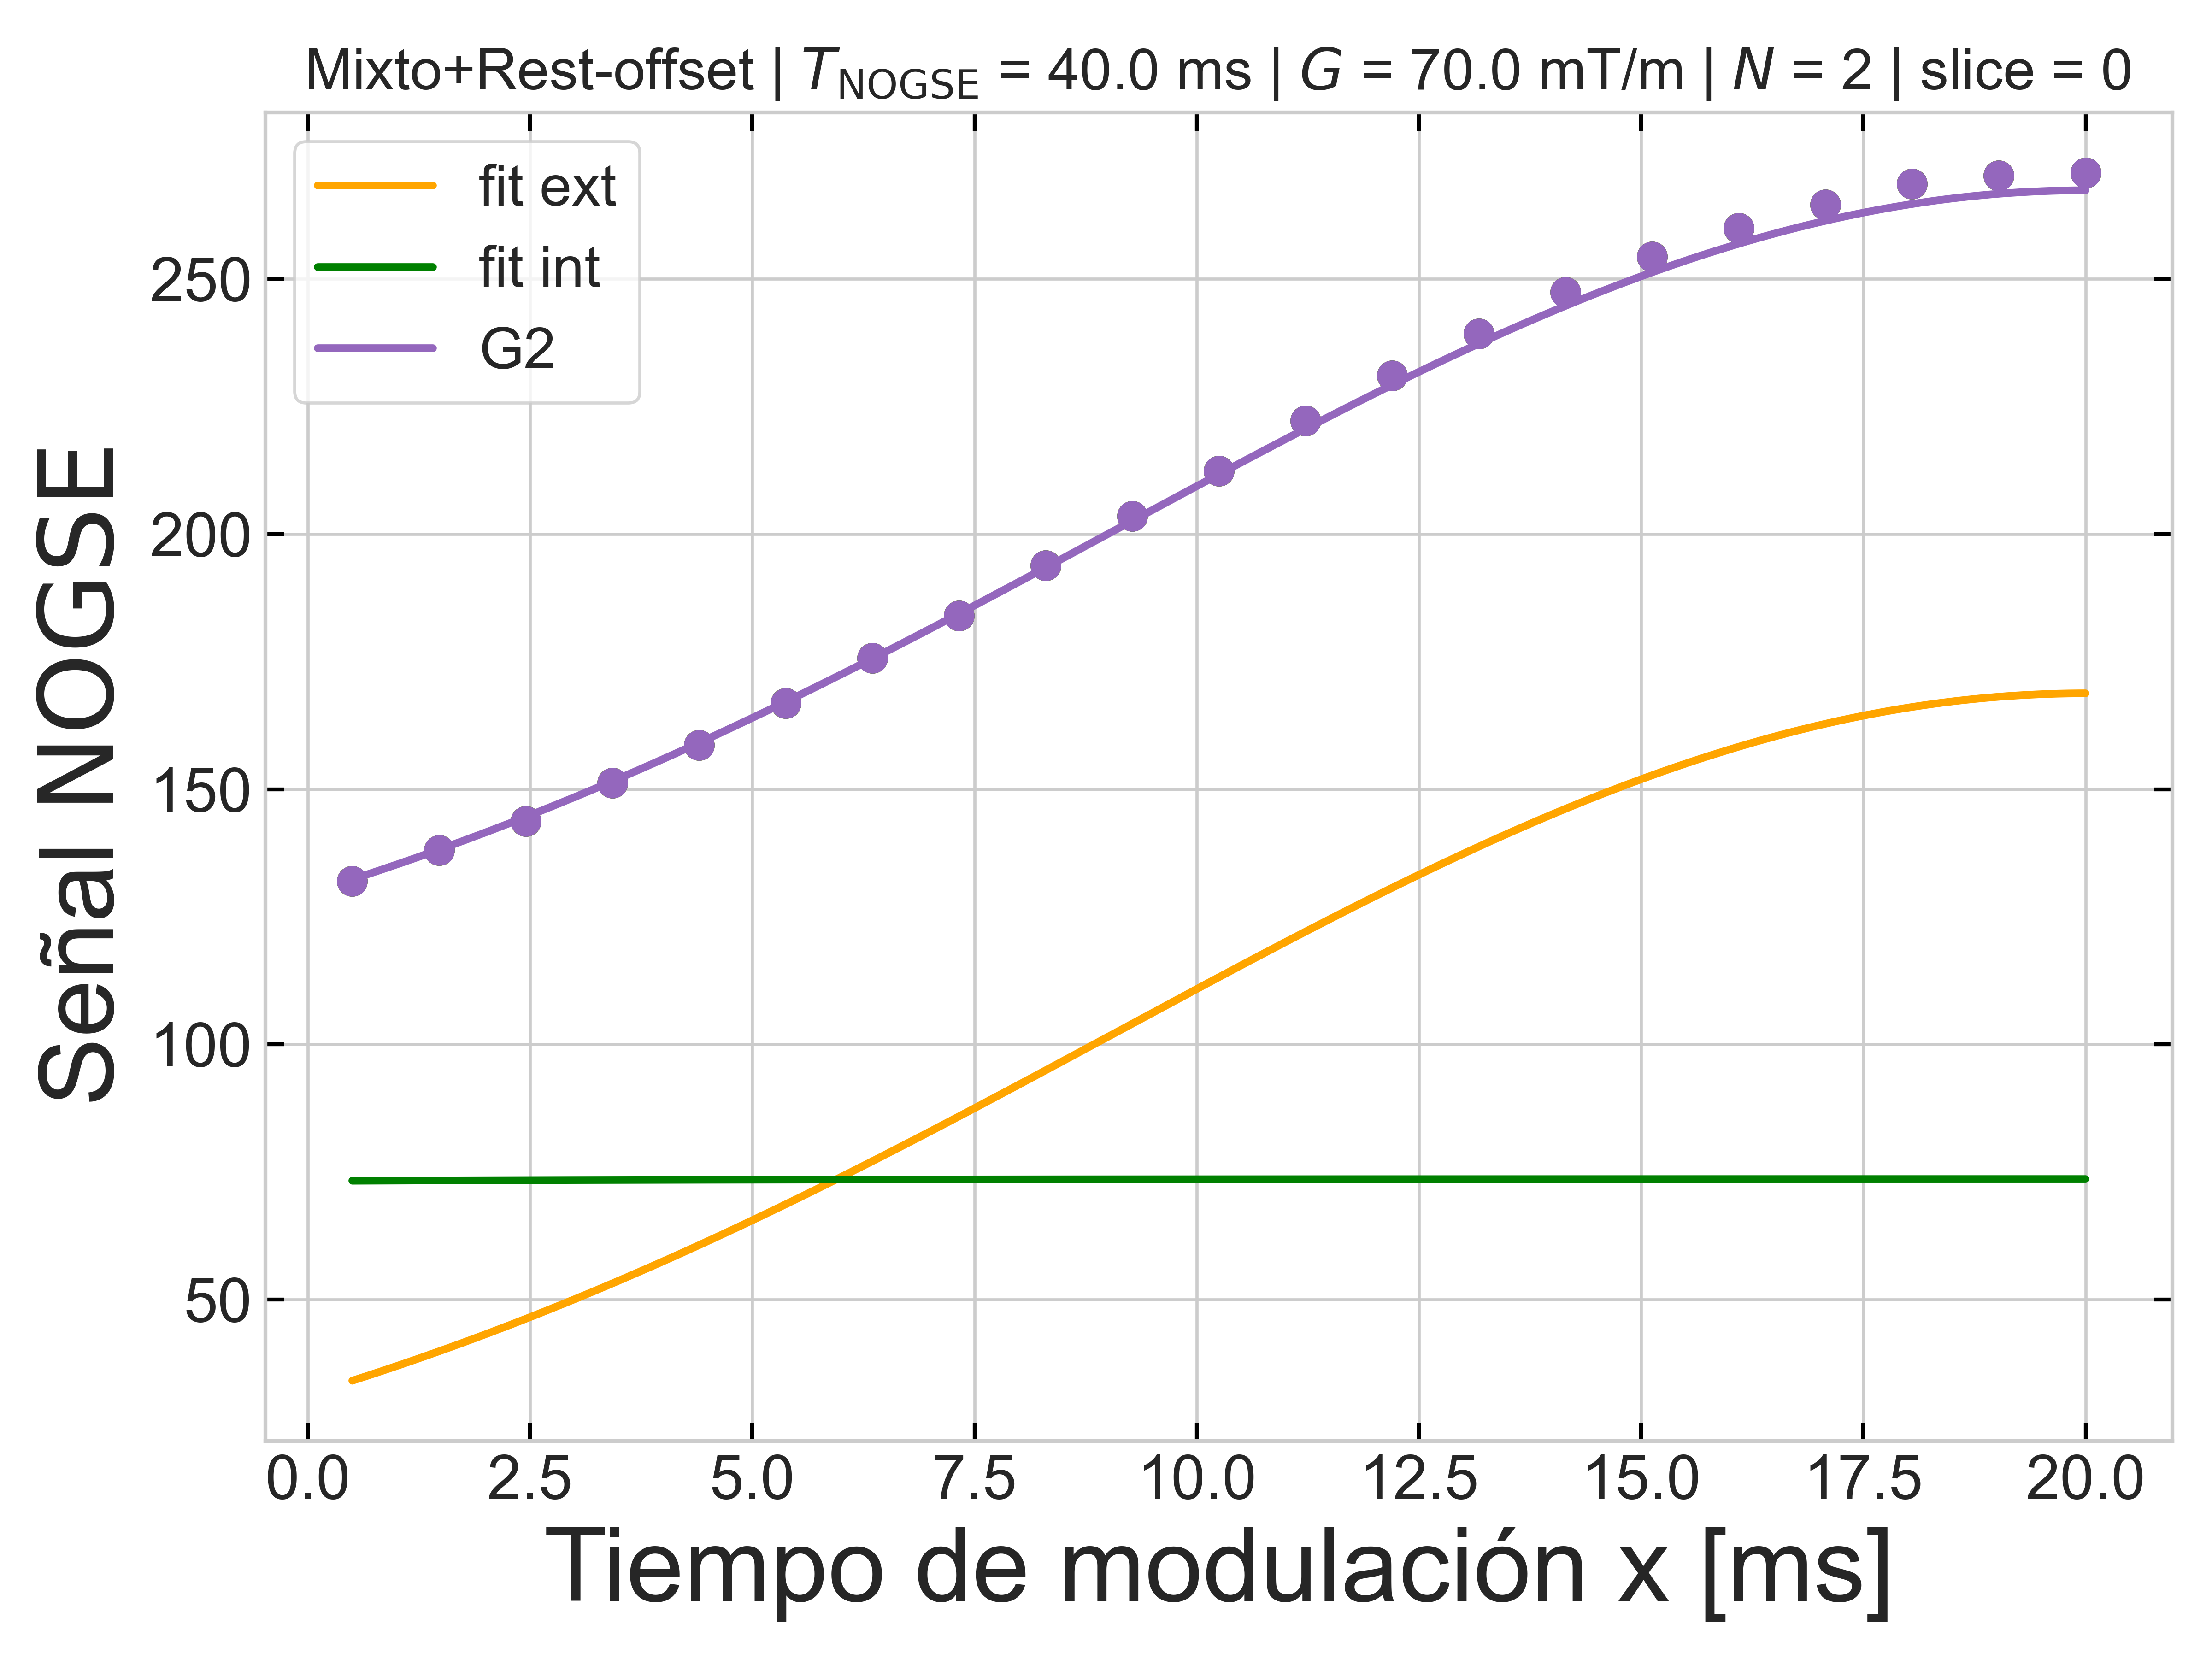 Mixto+Rest-offset | T_NOGSE = 40.0 ms | G = 70.0 mT/m | N = 2 | slice = 0
fit ext
fit int
G2
250
200
150
100
50
Señal NOGSE
0.0 2.5 5.0 7.5 10.0 12.5 15.0 17.5 20.0
Tiempo de modulación x [ms]